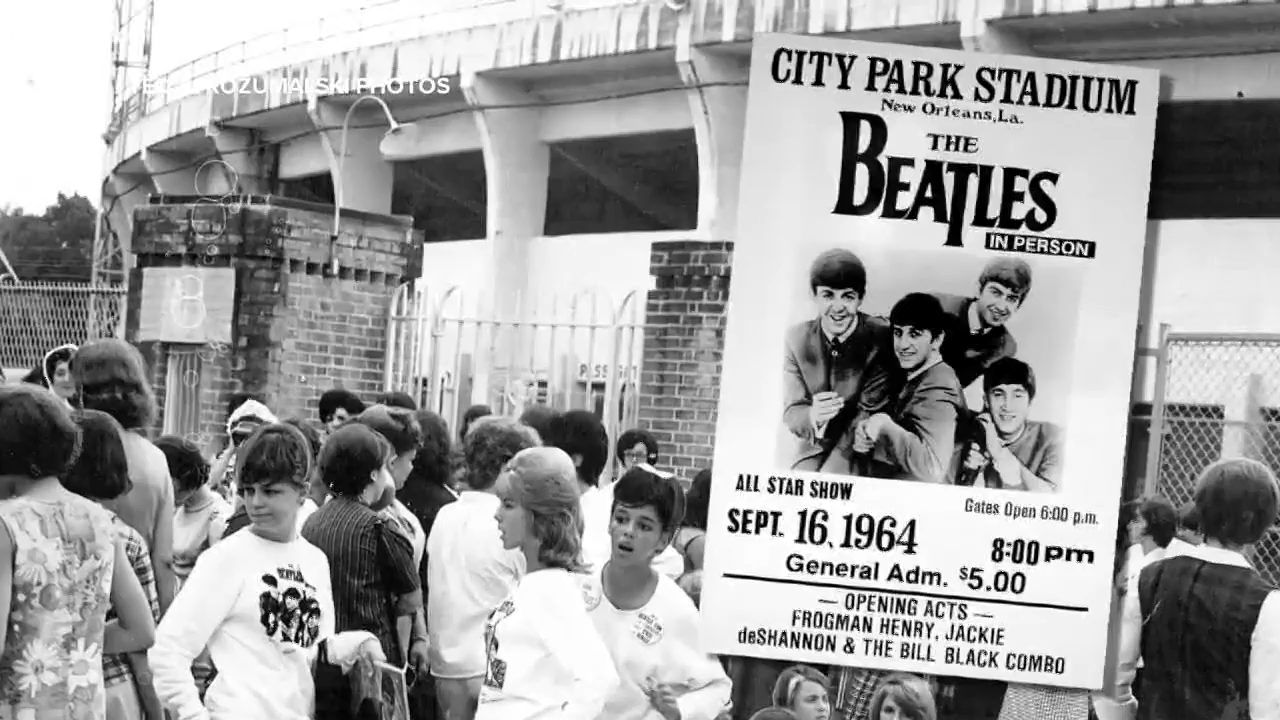 ROZUMALSKI PHOTOS
CITY PARK STADIUM
New Orleans, La.
THE
BEATLES
IN PERSON
ALL STAR SHOW
Gates Open 6:00 p.m.
SEPT. 16, 1964
8:00 pm
General Adm. $5.00
— OPENING ACTS —
FROGMAN HENRY, JACKIE
deSHANNON & THE BILL BLACK COMBO
8
BEATLES